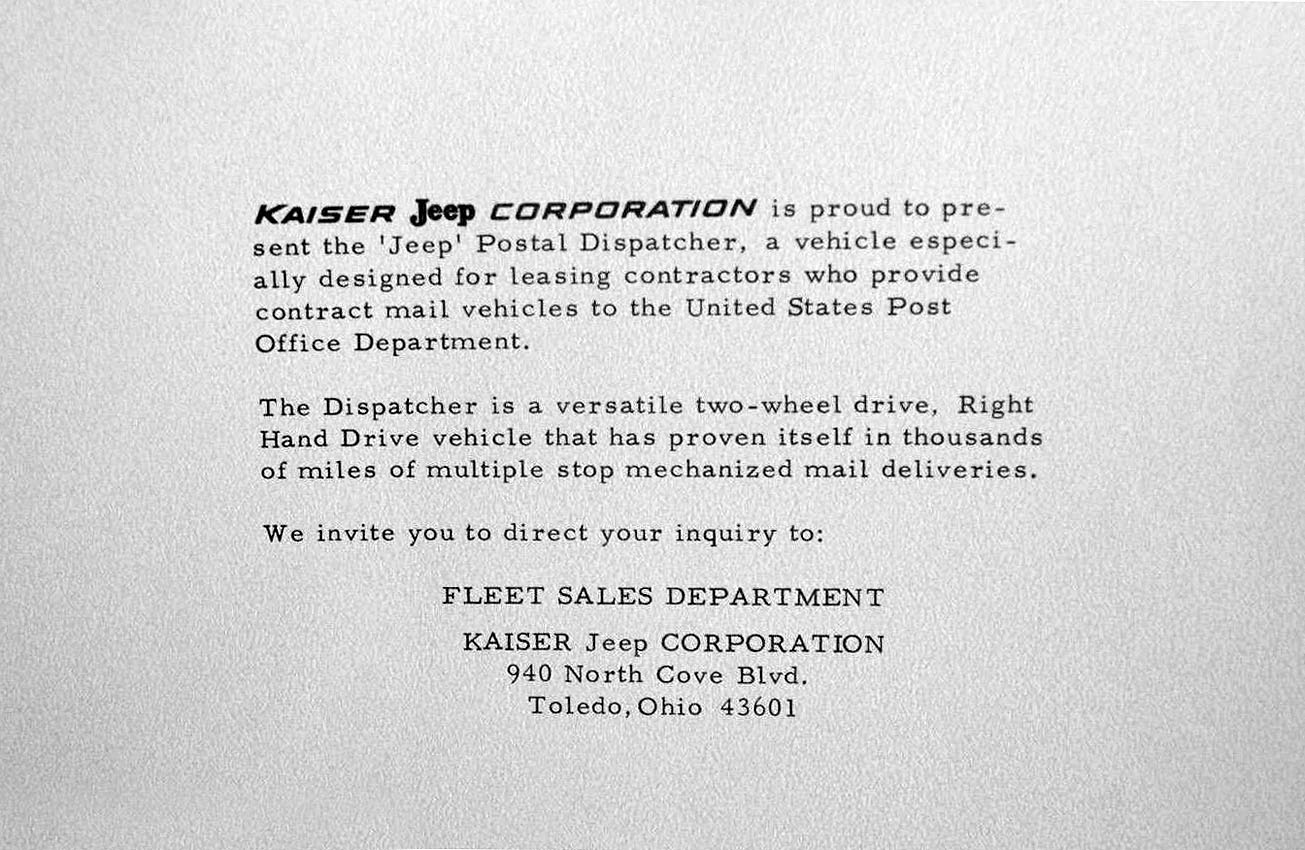 KAISER Jeep CORPORATION is proud to pre-
sent the 'Jeep' Postal Dispatcher, a vehicle especi-
ally designed for leasing contractors who provide
contract mail vehicles to the United States Post
Office Department.
The Dispatcher is a versatile two-wheel drive, Right
Hand Drive vehicle that has proven itself in thousands
of miles of multiple stop mechanized mail deliveries.
We invite you to direct your inquiry to:
FLEET SALES DEPARTMENT
KAISER Jeep CORPORATION
940 North Cove Blvd.
Toledo, Ohio 43601